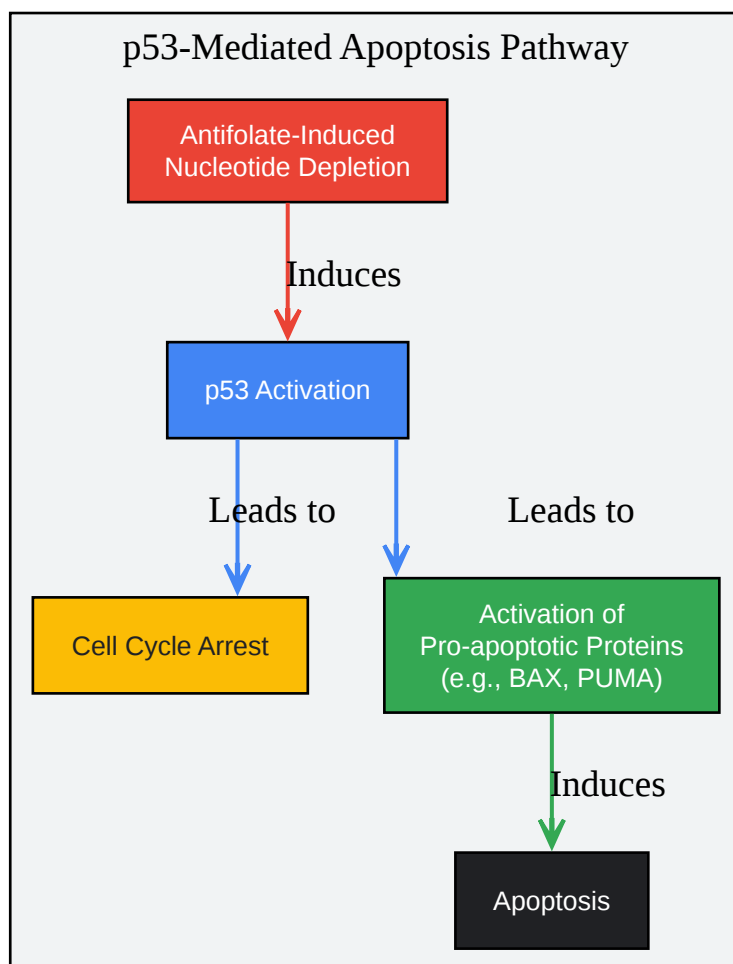 p53-Mediated Apoptosis Pathway
Antifolate-Induced
Nucleotide Depletion
Induces
p53 Activation
Leads to
Leads to
Cell Cycle Arrest
Activation of
Pro-apoptotic Proteins
(e.g., BAX, PUMA)
Induces
Apoptosis